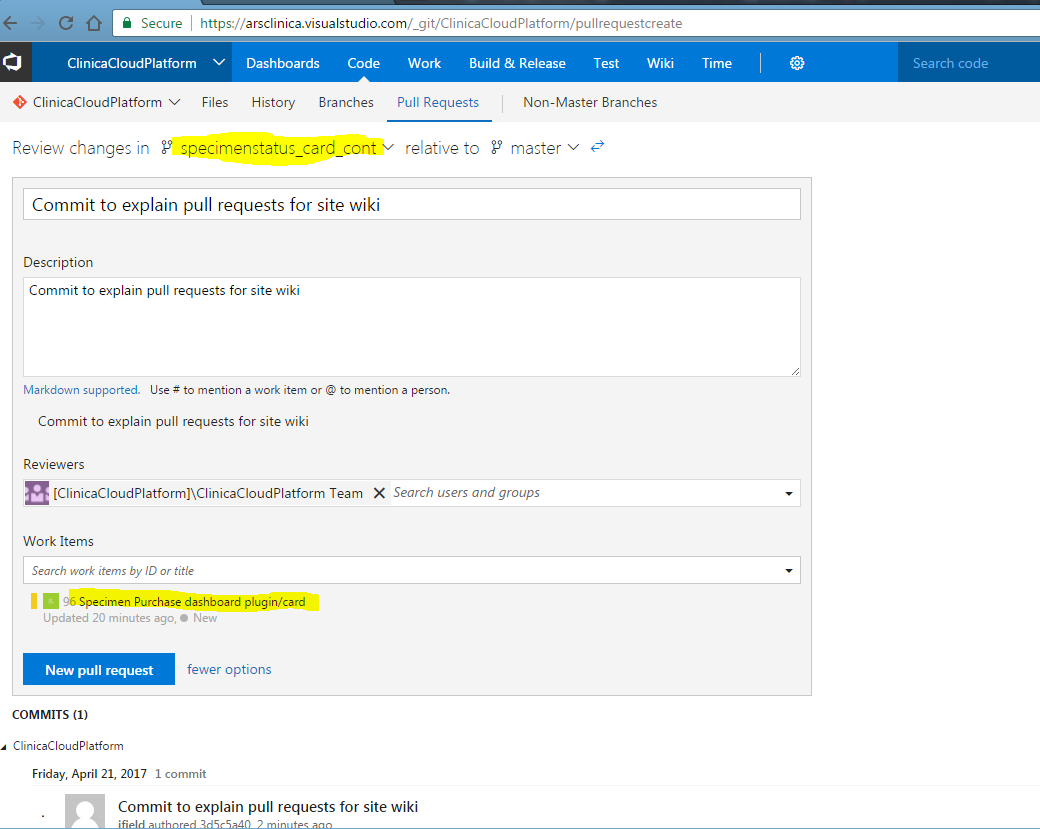 Secure https://arsclinica.visualstudio.com/_git/ClinicaCloudPlatform/pullrequestcreate
ClinicaCloudPlatform Dashboards Code Work Build & Release Test Wiki Time Search code
ClinicaCloudPlatform Files History Branches Pull Requests Non-Master Branches
Review changes in specimenstatus_card_cont relative to master
Commit to explain pull requests for site wiki
Description
Commit to explain pull requests for site wiki
Markdown supported. Use # to mention a work item or @ to mention a person.
Commit to explain pull requests for site wiki
Reviewers
[ClinicaCloudPlatform]\ClinicaCloudPlatform Team Search users and groups
Work Items
Search work items by ID or title
96 Specimen Purchase dashboard plugin/card
Updated 20 minutes ago, New
New pull request fewer options
COMMITS (1)
ClinicaCloudPlatform
Friday, April 21, 2017 1 commit
Commit to explain pull requests for site wiki
ifield authored 3d5c5a40 2 minutes ago